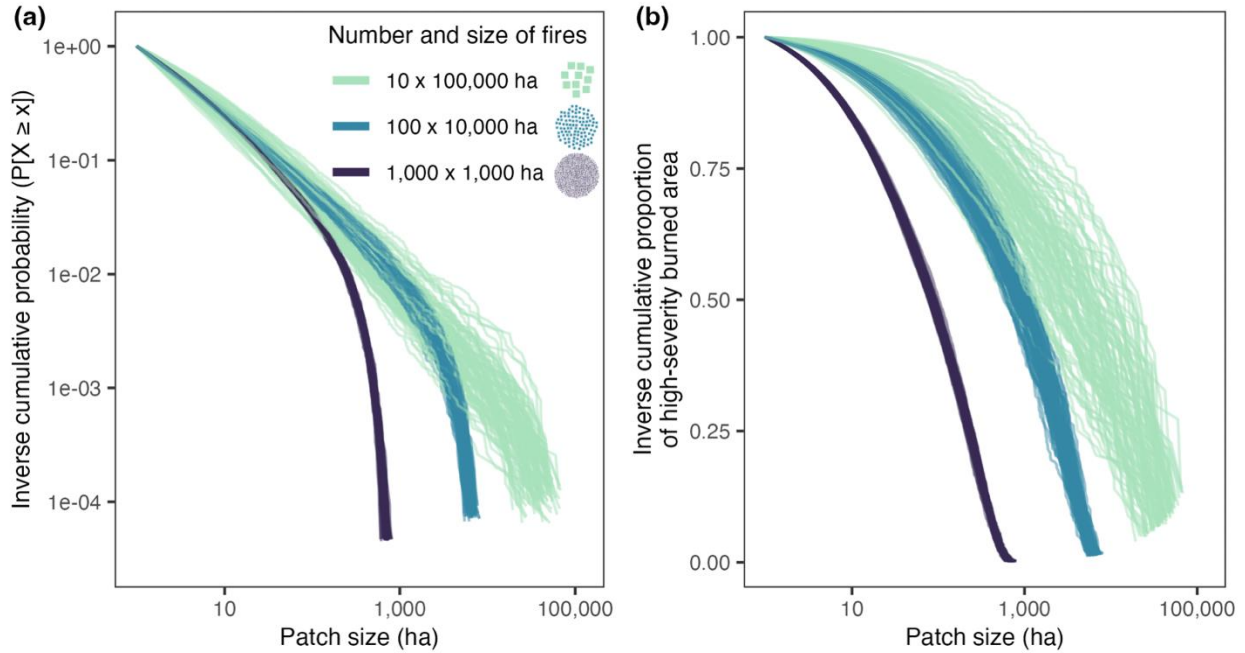 (a)
Inverse cumulative probability (P[X ≥ x])
1e+00
1e-01
1e-02
1e-03
1e-04
Number and size of fires
10 x 100,000 ha
100 x 10,000 ha
1,000 x 1,000 ha
10
1,000
100,000
Patch size (ha)
(b)
Inverse cumulative proportion
of high-severity burned area
1.00
0.75
0.50
0.25
0.00
10
1,000
100,000
Patch size (ha)